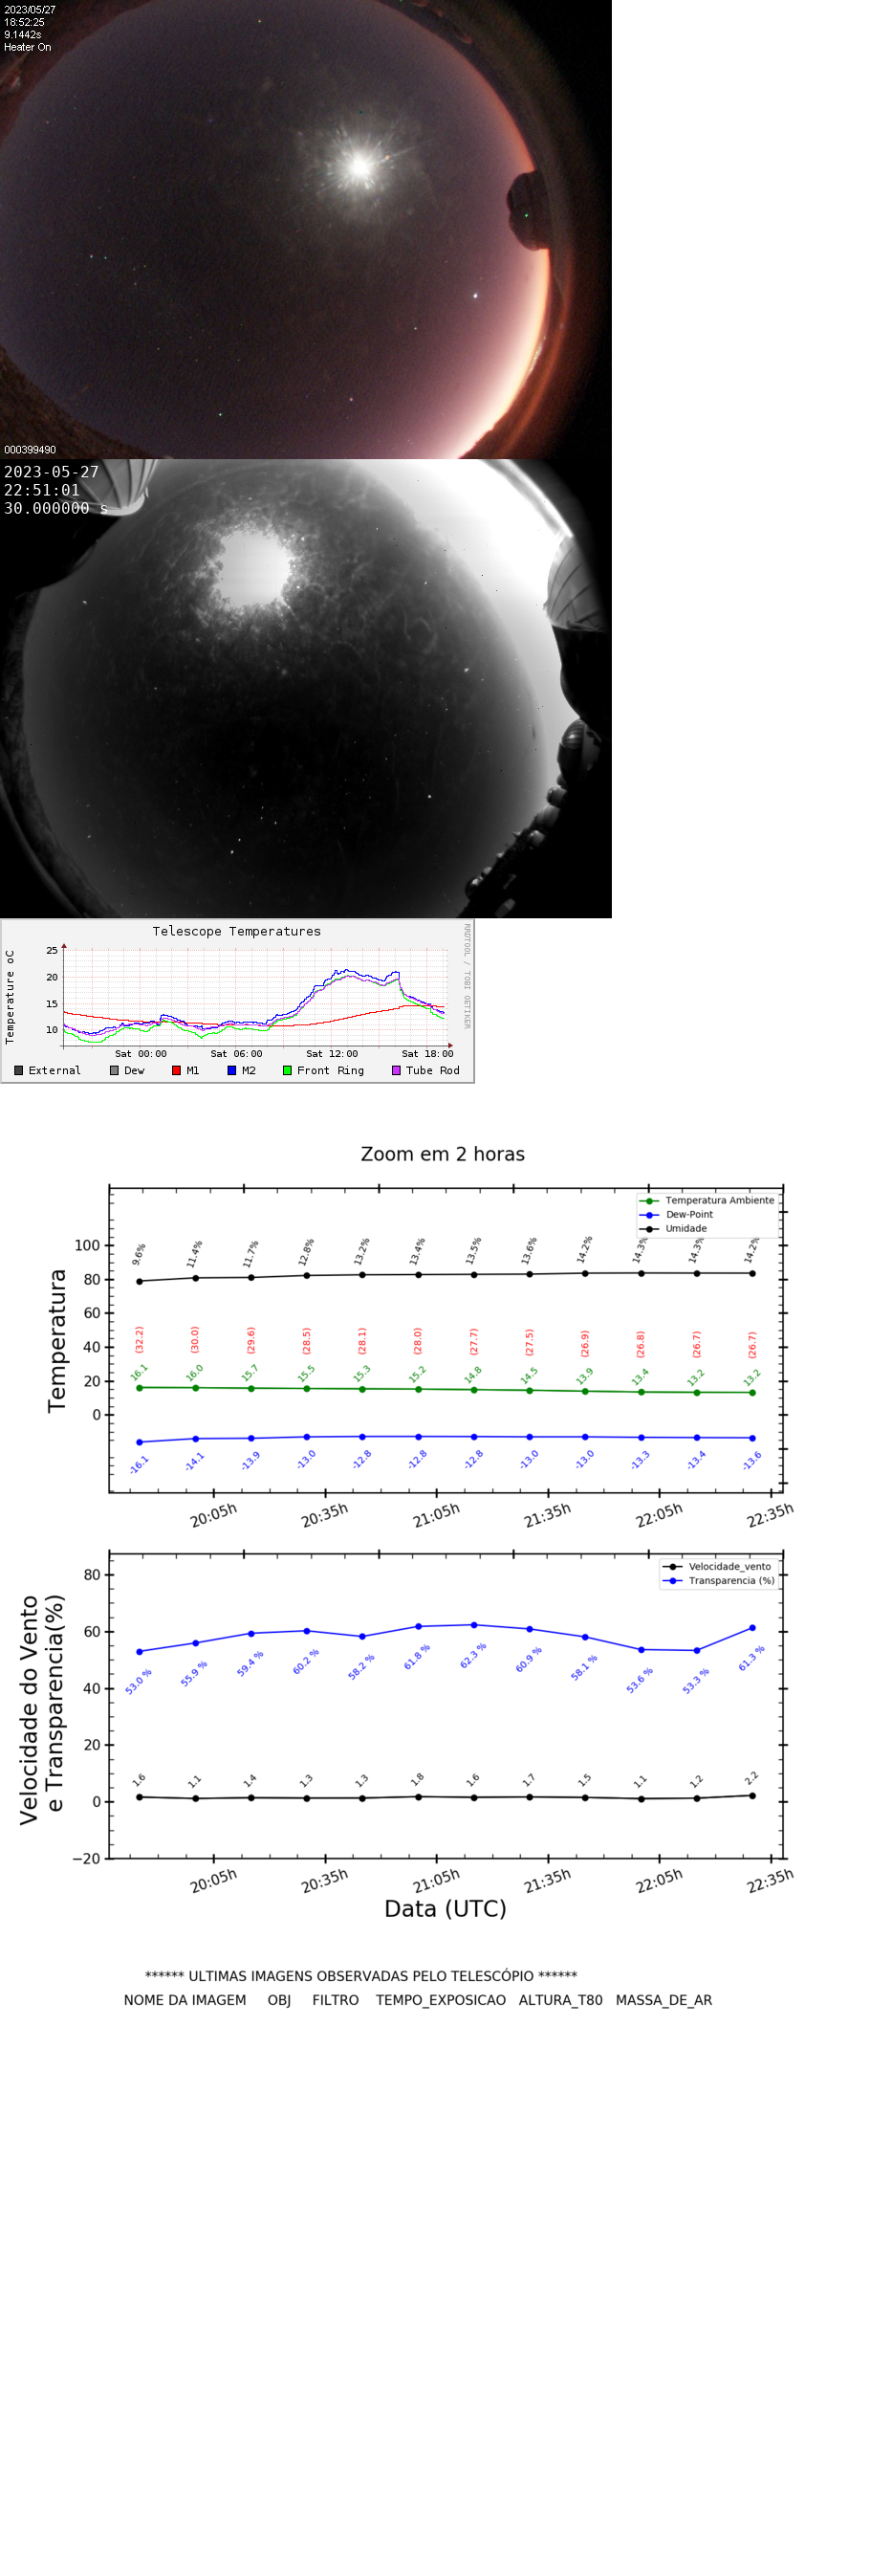 2023/05/27
18:52:25
9.1442s
Heater On
000399490
2023-05-27
22:51:01
30.000000 s
Telescope Temperatures
RRDTOOL / TOBI OETIKER
Temperature oC
25
20
15
10
Sat 00:00 Sat 06:00 Sat 12:00 Sat 18:00
External Dew M1 M2 Front Ring Tube Rod
Zoom em 2 horas
Temperatura Ambiente
Dew-Point
Umidade
Temperatura
100
80
60
40
20
0
9.6% 11.4% 11.7% 12.8% 13.2% 13.4% 13.5% 13.6% 14.2% 14.3% 14.3% 14.2%
(32.2) (30.0) (29.6) (28.5) (28.1) (28.0) (27.7) (27.5) (26.9) (26.8) (26.7) (26.7)
16.1 16.0 15.7 15.5 15.3 15.2 14.8 14.5 13.9 13.4 13.2 13.2
-16.1 -14.1 -13.9 -13.0 -12.8 -12.8 -12.8 -13.0 -13.0 -13.3 -13.4 -13.6
20:05h 20:35h 21:05h 21:35h 22:05h 22:35h
Velocidade_vento
Transparencia (%)
Velocidade do Vento
e Transparencia(%)
80
60
40
20
0
−20
53.0 % 55.9 % 59.4 % 60.2 % 58.2 % 61.8 % 62.3 % 60.9 % 58.1 % 53.6 % 53.3 % 61.3 %
1.6 1.1 1.4 1.3 1.3 1.8 1.6 1.7 1.5 1.1 1.2 2.2
20:05h 20:35h 21:05h 21:35h 22:05h 22:35h
Data (UTC)
****** ULTIMAS IMAGENS OBSERVADAS PELO TELESCÓPIO ******
NOME DA IMAGEM OBJ FILTRO TEMPO_EXPOSICAO ALTURA_T80 MASSA_DE_AR